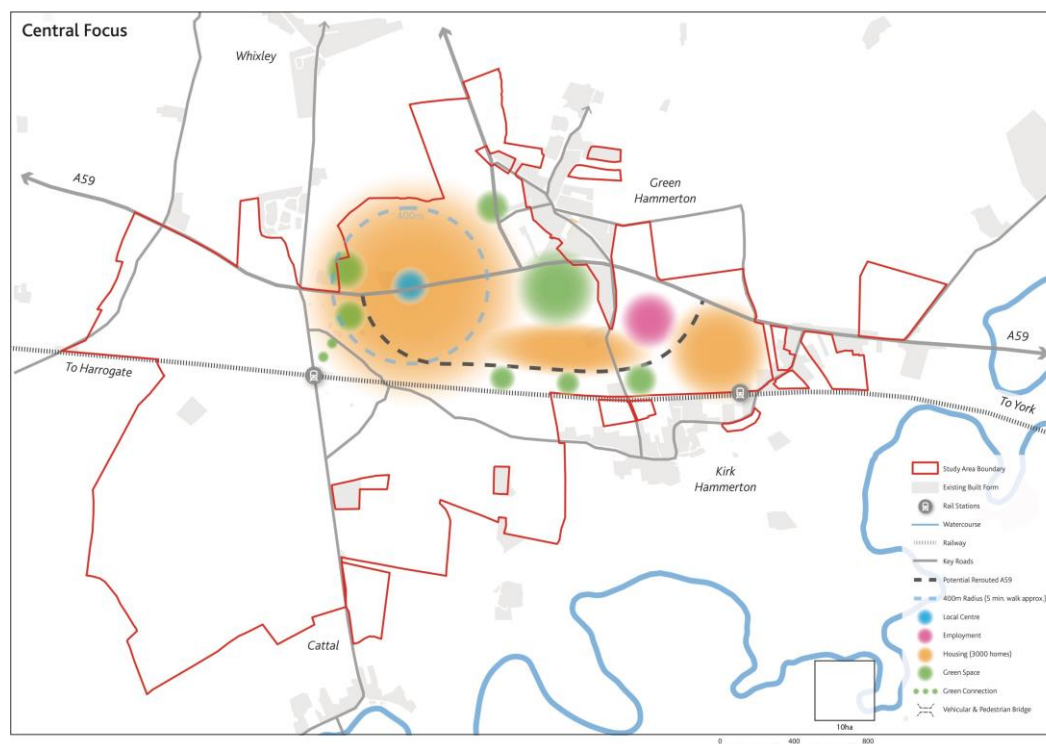 Central Focus
Whixley
A59
400m
Green
Hammerton
To Harrogate
A59
To York
Kirk
Hammerton
Cattal
Study Area Boundary
Existing Built Form
Rail Stations
Watercourse
Railway
Key Roads
Potential Rerouted A59
400m Radius (5 min. walk approx.)
Local Centre
Employment
Housing (3000 homes)
Green Space
Green Connection
Vehicular & Pedestrian Bridge
10ha
0 400 800